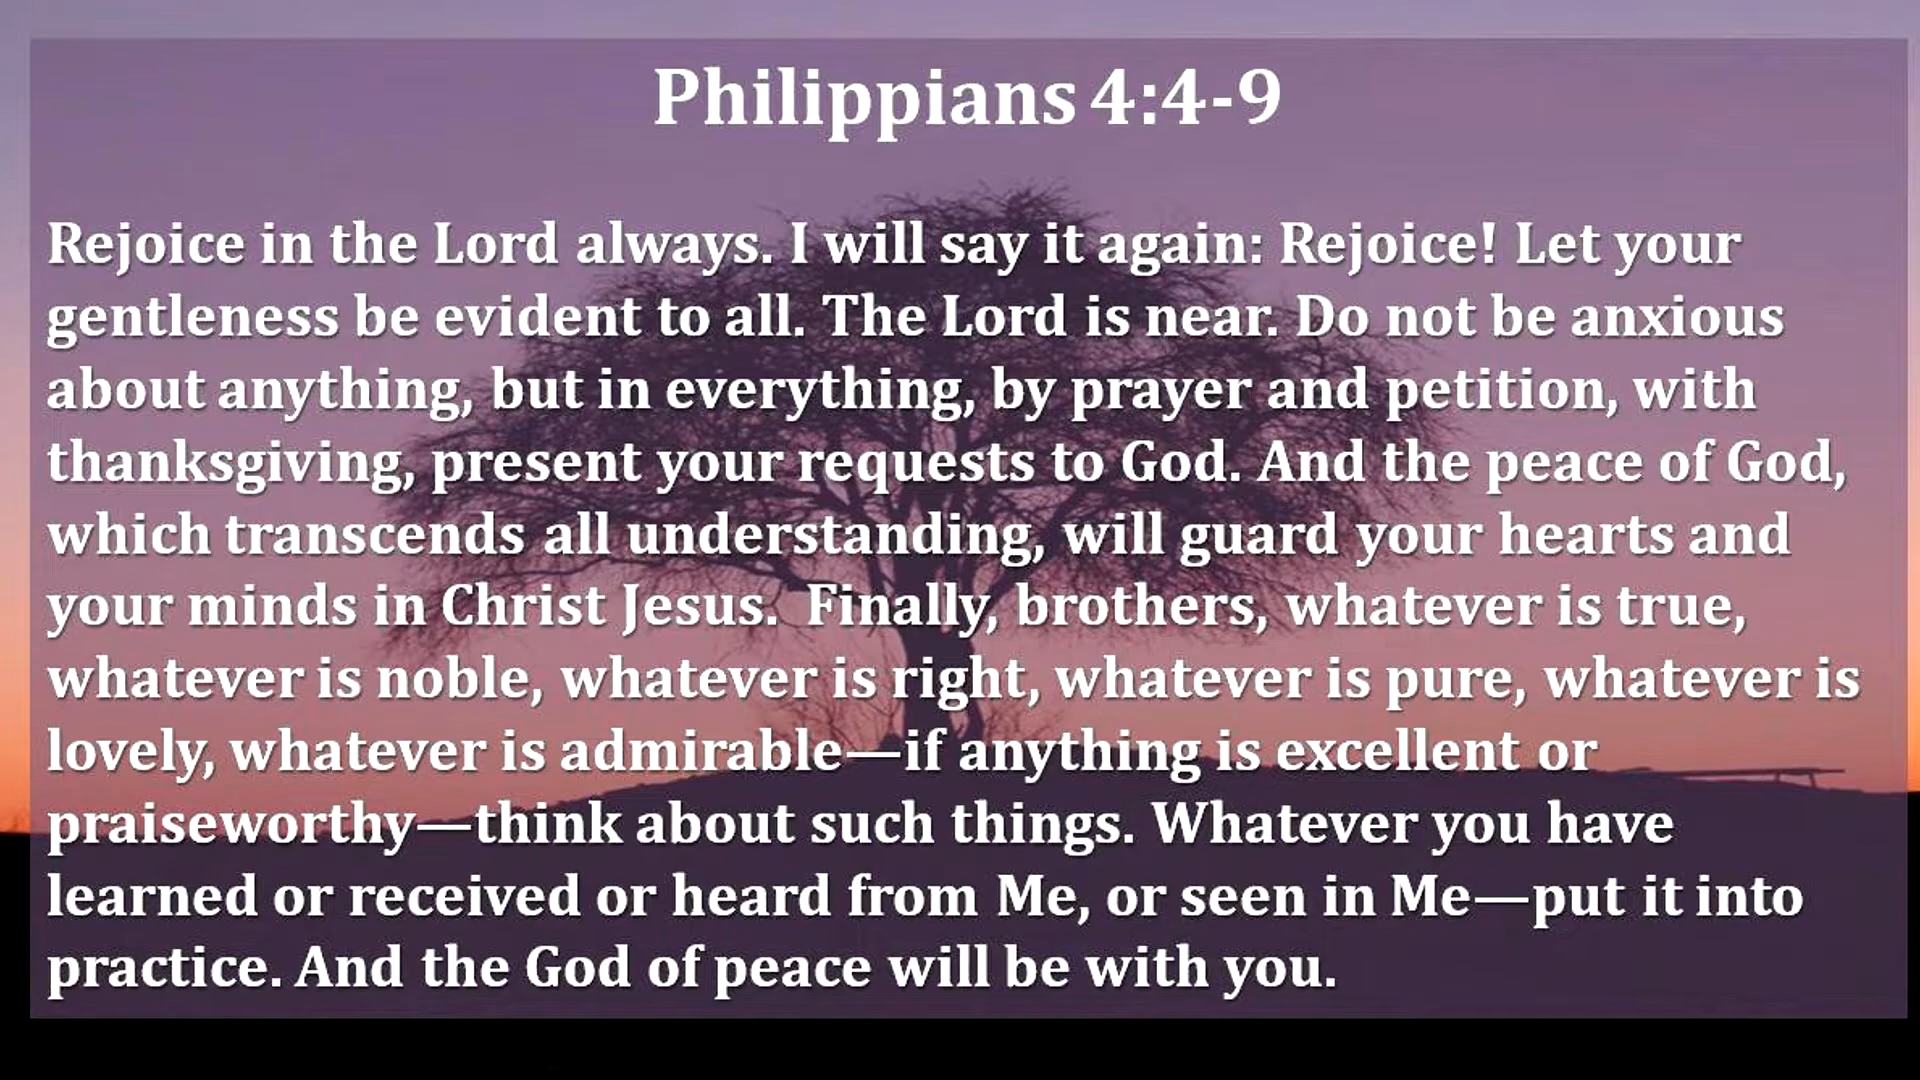 Philippians 4:4-9
Rejoice in the Lord always. I will say it again: Rejoice! Let your
gentleness be evident to all. The Lord is near. Do not be anxious
about anything, but in everything, by prayer and petition, with
thanksgiving, present your requests to God. And the peace of God,
which transcends all understanding, will guard your hearts and
your minds in Christ Jesus.  Finally, brothers, whatever is true,
whatever is noble, whatever is right, whatever is pure, whatever is
lovely, whatever is admirable—if anything is excellent or
praiseworthy—think about such things. Whatever you have
learned or received or heard from Me, or seen in Me—put it into
practice. And the God of peace will be with you.